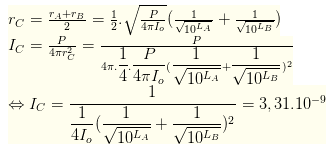 $r_C = \frac{r_A + r_B}{2} = \frac{1}{2}.\sqrt{\frac{P}{4\pi I_o}}(\frac{1}{\sqrt{10^{L_A}}} + \frac{1}{\sqrt{10^{L_B}}})$
$I_C = \frac{P}{4\pi r_C^2} = \frac{P}{4\pi.\frac{1}{4}.\frac{P}{4\pi I_o}(\frac{1}{\sqrt{10^{L_A}}} + \frac{1}{\sqrt{10^{L_B}}})^2}$
$\Leftrightarrow I_C = \frac{1}{\frac{1}{4I_o}(\frac{1}{\sqrt{10^{L_A}}} + \frac{1}{\sqrt{10^{L_B}}})^2} = 3,31.10^{-9}$